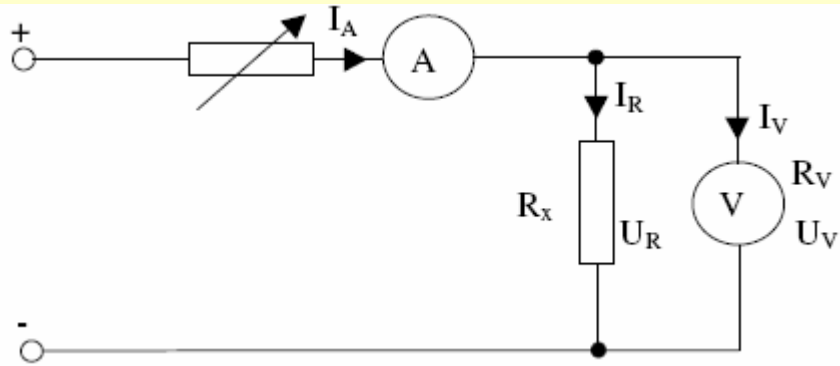 +
I_A
A
I_R
I_V
R_x
U_R
V
R_V
U_V
-